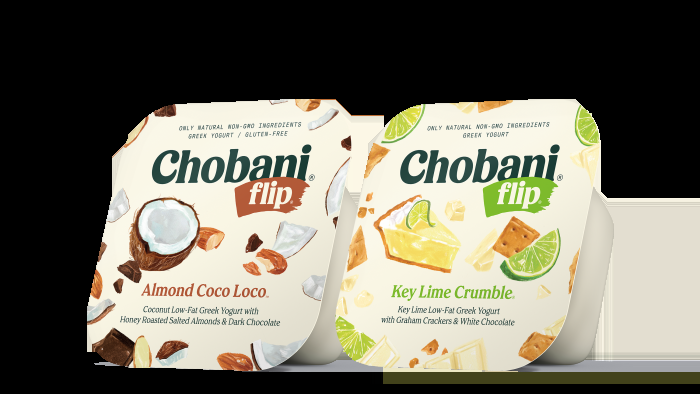 ONLY NATURAL NON-GMO INGREDIENTS
GREEK YOGURT / GLUTEN-FREE
Chobani®
flip®
Almond Coco Loco™
Coconut Low-Fat Greek Yogurt with
Honey Roasted Salted Almonds & Dark Chocolate
ONLY NATURAL NON-GMO INGREDIENTS
GREEK YOGURT
Chobani®
flip®
Key Lime Crumble™
Key Lime Low-Fat Greek Yogurt
with Graham Crackers & White Chocolate